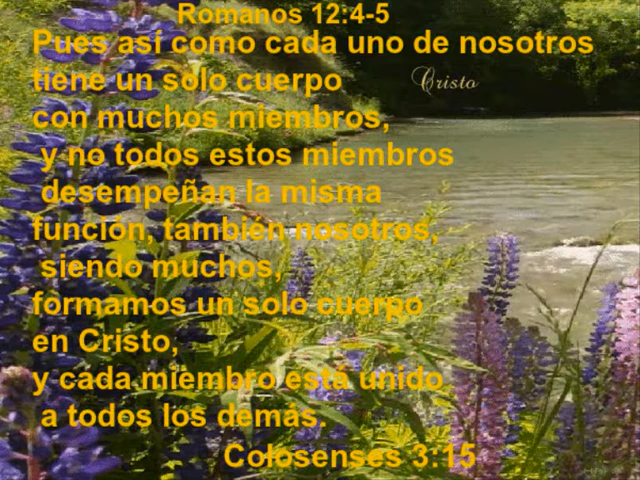 Romanos 12:4-5
Pues así como cada uno de nosotros
tiene un solo cuerpo
Cristo
con muchos miembros,
y no todos estos miembros
desempeñan la misma
función, también nosotros,
siendo muchos,
formamos un solo cuerpo
en Cristo,
y cada miembro está unido
a todos los demás.
Colosenses 3:15